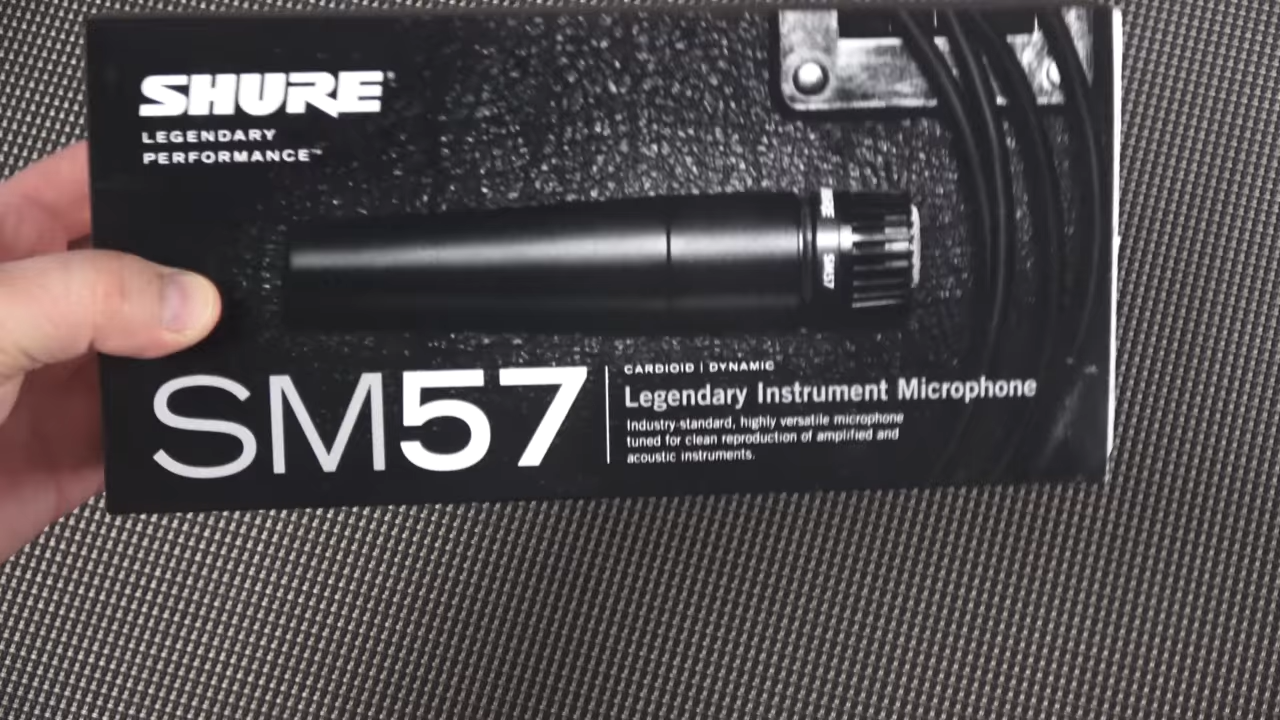 SHURE®
LEGENDARY
PERFORMANCE™
SHURE
SM57
SM57
CARDIOID | DYNAMIC
Legendary Instrument Microphone
Industry-standard, highly versatile microphone
tuned for clean reproduction of amplified and
acoustic instruments.